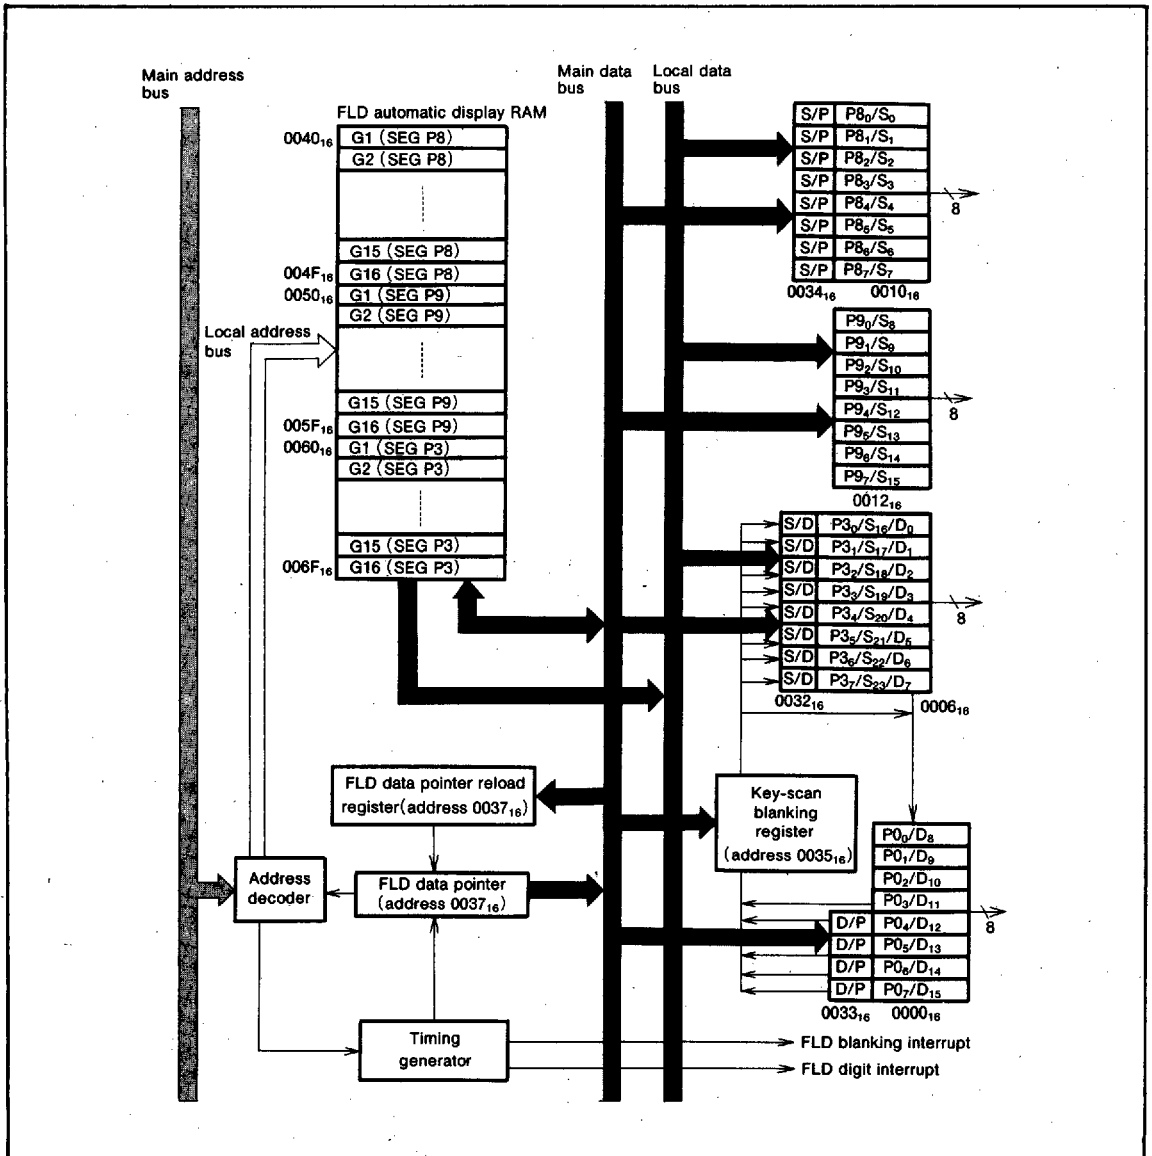 Main address
bus
FLD automatic display RAM
0040₁₆
G1 (SEG P8)
G2 (SEG P8)
G15 (SEG P8)
004F₁₆
G16 (SEG P8)
0050₁₆
G1 (SEG P9)
G2 (SEG P9)
Local address
bus
G15 (SEG P9)
005F₁₆
G16 (SEG P9)
0060₁₆
G1 (SEG P3)
G2 (SEG P3)
G15 (SEG P3)
006F₁₆
G16 (SEG P3)
Main data
bus
Local data
bus
S/P P8₀/S₀
S/P P8₁/S₁
S/P P8₂/S₂
S/P P8₃/S₃
S/P P8₄/S₄
S/P P8₅/S₅
S/P P8₆/S₆
S/P P8₇/S₇
8
0034₁₆ 0010₁₆
P9₀/S₈
P9₁/S₉
P9₂/S₁₀
P9₃/S₁₁
P9₄/S₁₂
P9₅/S₁₃
P9₆/S₁₄
P9₇/S₁₅
8
0012₁₆
S/D P3₀/S₁₆/D₀
S/D P3₁/S₁₇/D₁
S/D P3₂/S₁₈/D₂
S/D P3₃/S₁₉/D₃
S/D P3₄/S₂₀/D₄
S/D P3₅/S₂₁/D₅
S/D P3₆/S₂₂/D₆
S/D P3₇/S₂₃/D₇
8
0032₁₆ 0006₁₆
FLD data pointer reload
register(address 0037₁₆)
Key-scan
blanking
register
(address 0035₁₆)
Address
decoder
FLD data pointer
(address 0037₁₆)
P0₀/D₈
P0₁/D₉
P0₂/D₁₀
P0₃/D₁₁
D/P P0₄/D₁₂
D/P P0₅/D₁₃
D/P P0₆/D₁₄
D/P P0₇/D₁₅
8
0033₁₆ 0000₁₆
Timing
generator
FLD blanking interrupt
FLD digit interrupt